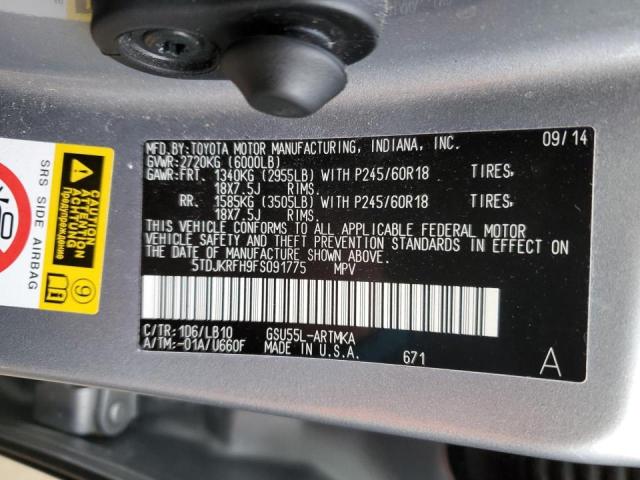 MFD.BY:TOYOTA MOTOR MANUFACTURING, INDIANA, INC. 09/14
GVWR:2720KG (6000LB)
GAWR:FRT. 1340KG (2955LB) WITH P245/60R18 TIRES,
18X7.5J RIMS.
RR. 1585KG (3505LB) WITH P245/60R18 TIRES,
18X7.5J RIMS.
THIS VEHICLE CONFORMS TO ALL APPLICABLE FEDERAL MOTOR
VEHICLE SAFETY AND THEFT PREVENTION STANDARDS IN EFFECT ON
THE DATE OF MANUFACTURE SHOWN ABOVE.
5TDJKRFH9FS091775 MPV
C/TR:1D6/LB10 GSU55L-ARTMKA
A/TM:-01A/U660F MADE IN U.S.A. 671 A
SRS SIDE AIRBAG
CAUTION
ATTENTION
ACHTUNG
Предупреждение
9